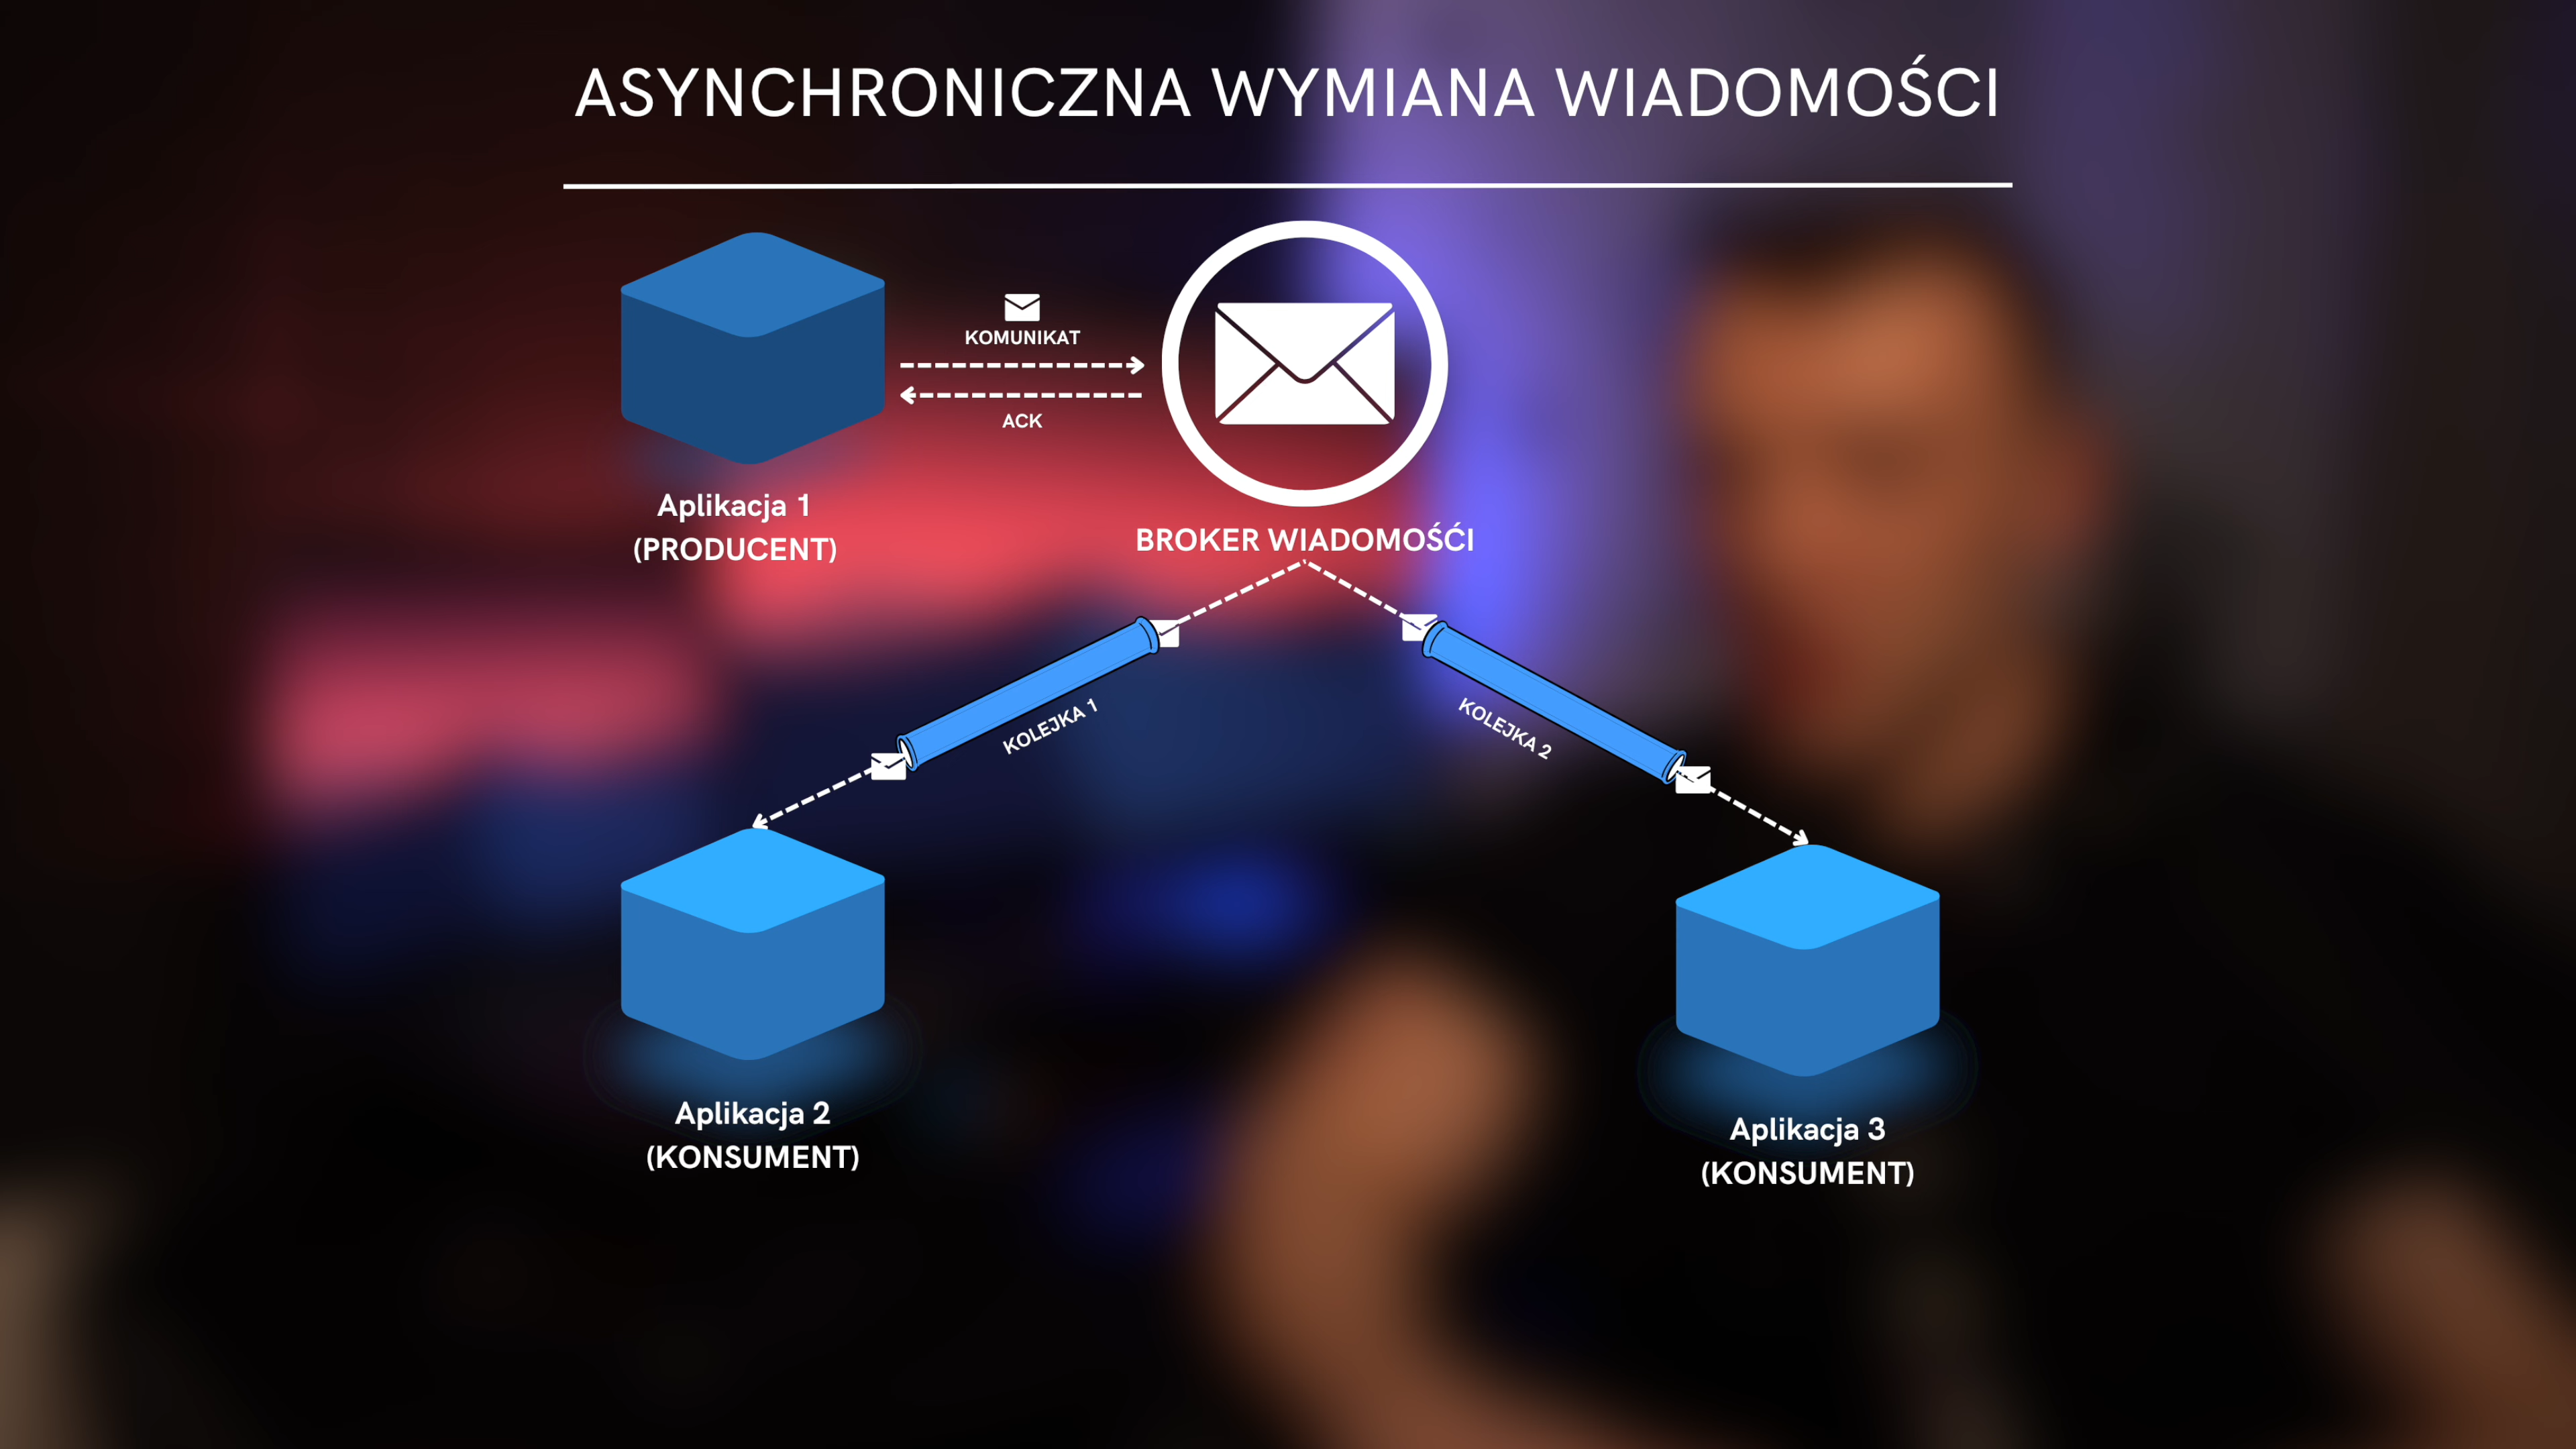 ASYNCHRONICZNA WYMIANA WIADOMOŚCI
KOMUNIKAT
ACK
Aplikacja 1
(PRODUCENT)
BROKER WIADOMOŚĆI
KOLEJKA 1
KOLEJKA 2
Aplikacja 2
(KONSUMENT)
Aplikacja 3
(KONSUMENT)